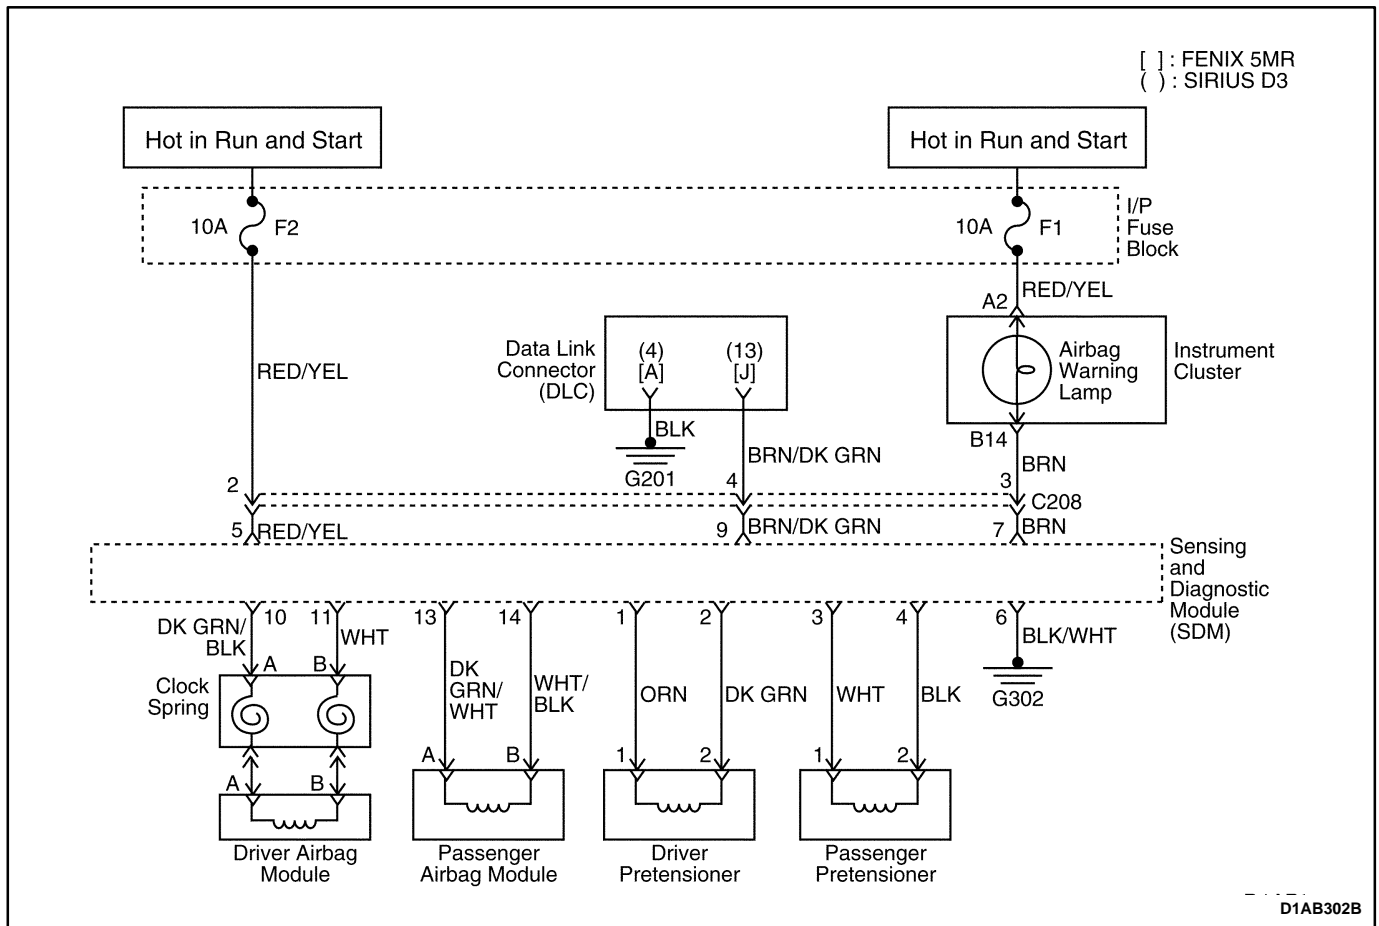 [ ] : FENIX 5MR
( ) : SIRIUS D3
Hot in Run and Start
Hot in Run and Start
10A
F2
10A
F1
I/P
Fuse
Block
RED/YEL
A2
Data Link
Connector
(DLC)
(4)
[A]
(13)
[J]
Airbag
Warning
Lamp
Instrument
Cluster
RED/YEL
BLK
G201
BRN/DK GRN
B14
BRN
2
4
3
C208
5
RED/YEL
9
BRN/DK GRN
7
BRN
Sensing
and
Diagnostic
Module
(SDM)
10
11
13
14
1
2
3
4
6
DK GRN/
BLK
WHT
BLK/WHT
A
B
G302
Clock
Spring
DK
GRN/
WHT
WHT/
BLK
ORN
DK GRN
WHT
BLK
A
B
A
B
1
2
1
2
Driver Airbag
Module
Passenger
Airbag Module
Driver
Pretensioner
Passenger
Pretensioner
D1AB302B